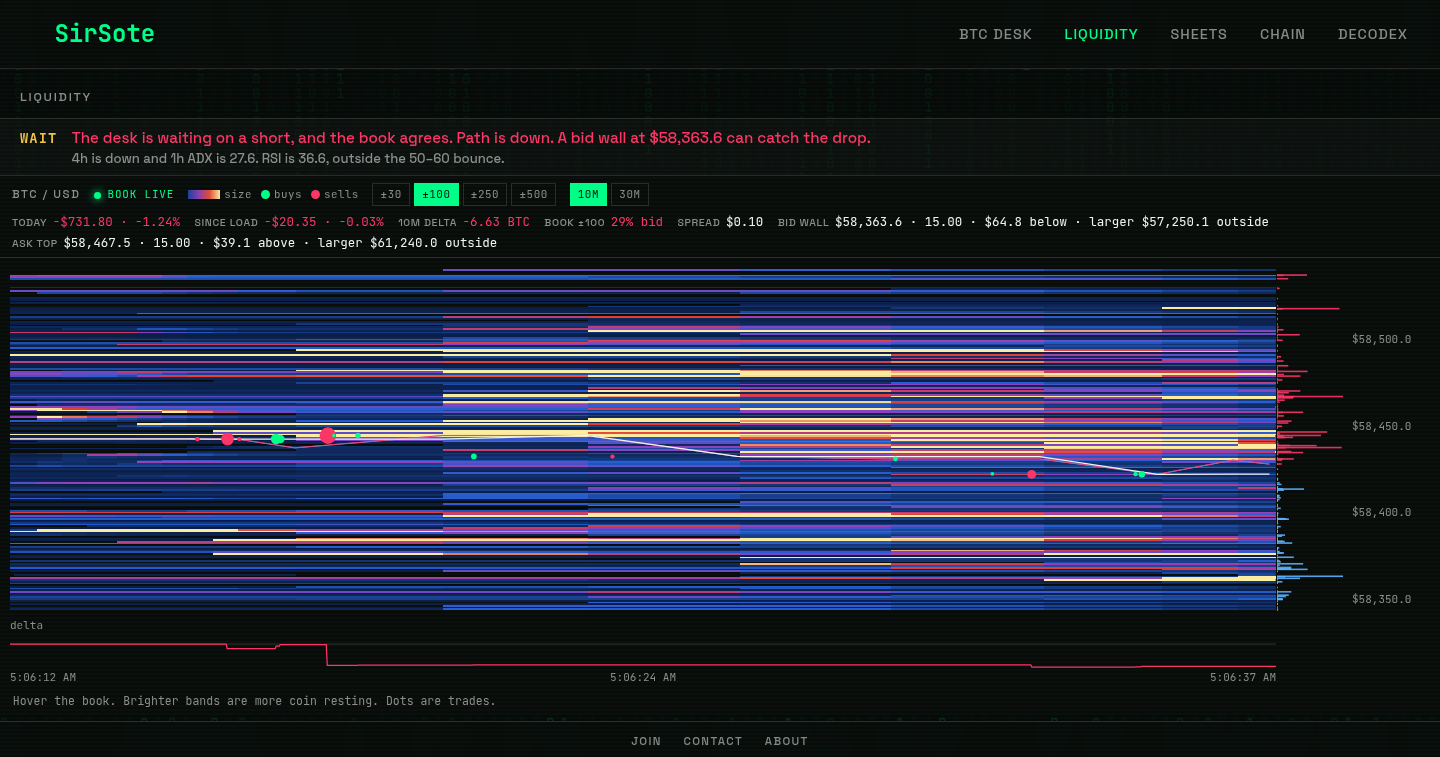 SirSote
BTC DESK LIQUIDITY SHEETS CHAIN DECODEX
LIQUIDITY
WAIT The desk is waiting on a short, and the book agrees. Path is down. A bid wall at $58,363.6 can catch the drop.
4h is down and 1h ADX is 27.6. RSI is 36.6, outside the 50–60 bounce.
BTC / USD BOOK LIVE size buys sells ±30 ±100 ±250 ±500 10M 30M
TODAY -$731.80 · -1.24% SINCE LOAD -$20.35 · -0.03% 10M DELTA -6.63 BTC BOOK ±100 29% bid SPREAD $0.10 BID WALL $58,363.6 · 15.00 · $64.8 below · larger $57,250.1 outside
ASK TOP $58,467.5 · 15.00 · $39.1 above · larger $61,240.0 outside
$58,500.0
$58,450.0
$58,400.0
$58,350.0
delta
5:06:12 AM 5:06:24 AM 5:06:37 AM
Hover the book. Brighter bands are more coin resting. Dots are trades.
JOIN CONTACT ABOUT